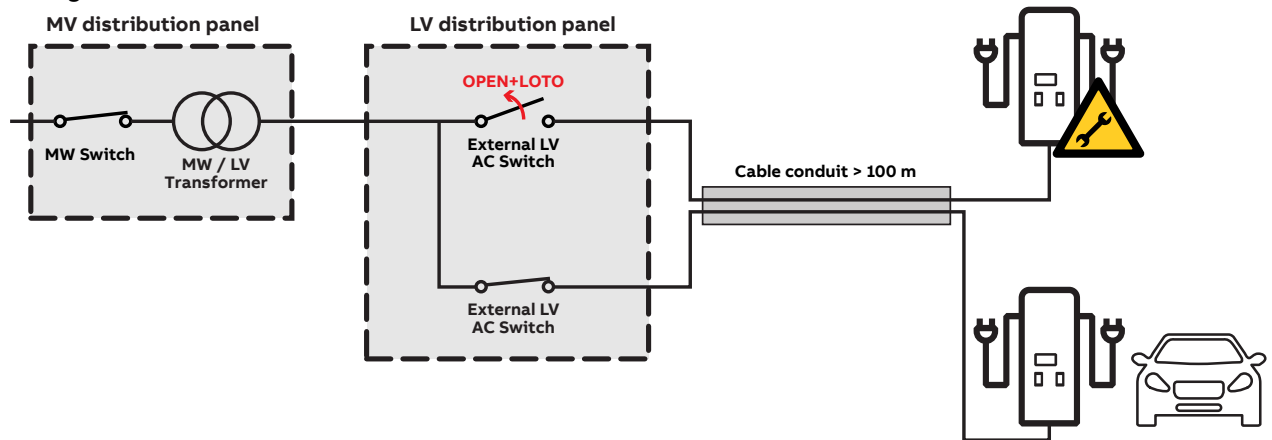 MV distribution panel
LV distribution panel
OPEN+LOTO
MW Switch
MW / LV
Transformer
External LV
AC Switch
Cable conduit > 100 m
External LV
AC Switch